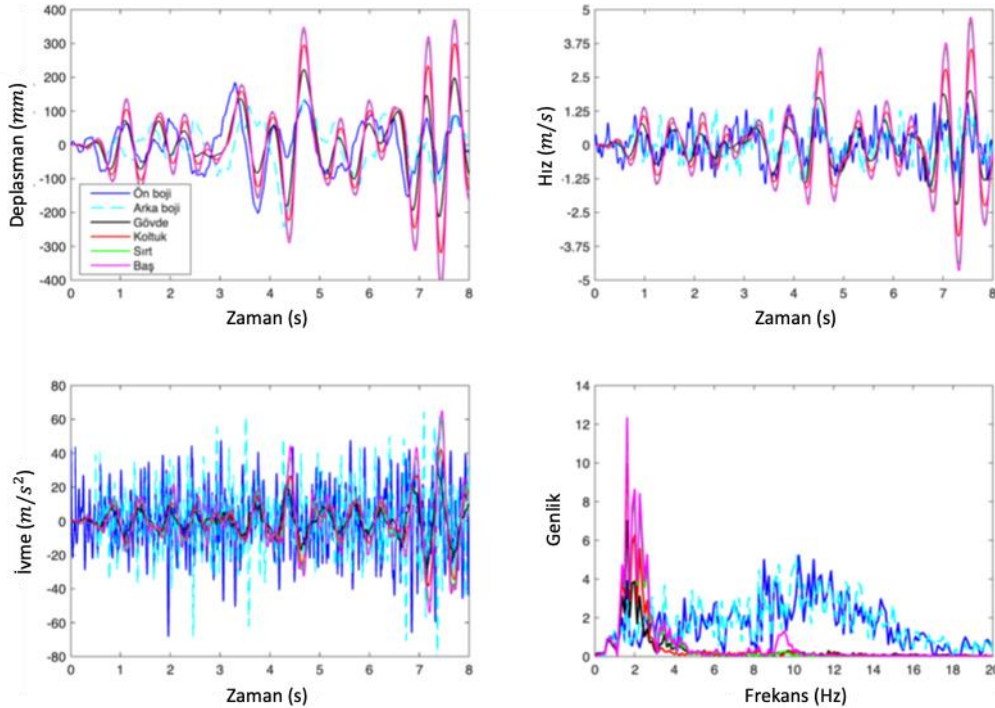 400
300
200
100
0
-100
-200
-300
-400
Deplasman (mm)
Ön boji
Arka boji
Gövde
Koltuk
Sırt
Baş
0 1 2 3 4 5 6 7 8
Zaman (s)
5
3.75
2.5
1.25
0
-1.25
-2.5
-3.75
-5
Hız (m/s)
0 1 2 3 4 5 6 7 8
Zaman (s)
80
60
40
20
0
-20
-40
-60
-80
İvme (m/s²)
0 1 2 3 4 5 6 7 8
Zaman (s)
14
12
10
8
6
4
2
0
Genlik
0 2 4 6 8 10 12 14 16 18 20
Frekans (Hz)